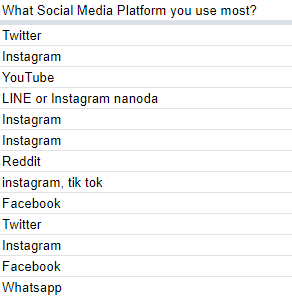 What Social Media Platform you use most?
Twitter
Instagram
YouTube
LINE or Instagram nanoda
Instagram
Instagram
Reddit
instagram, tik tok
Facebook
Twitter
Instagram
Facebook
Whatsapp